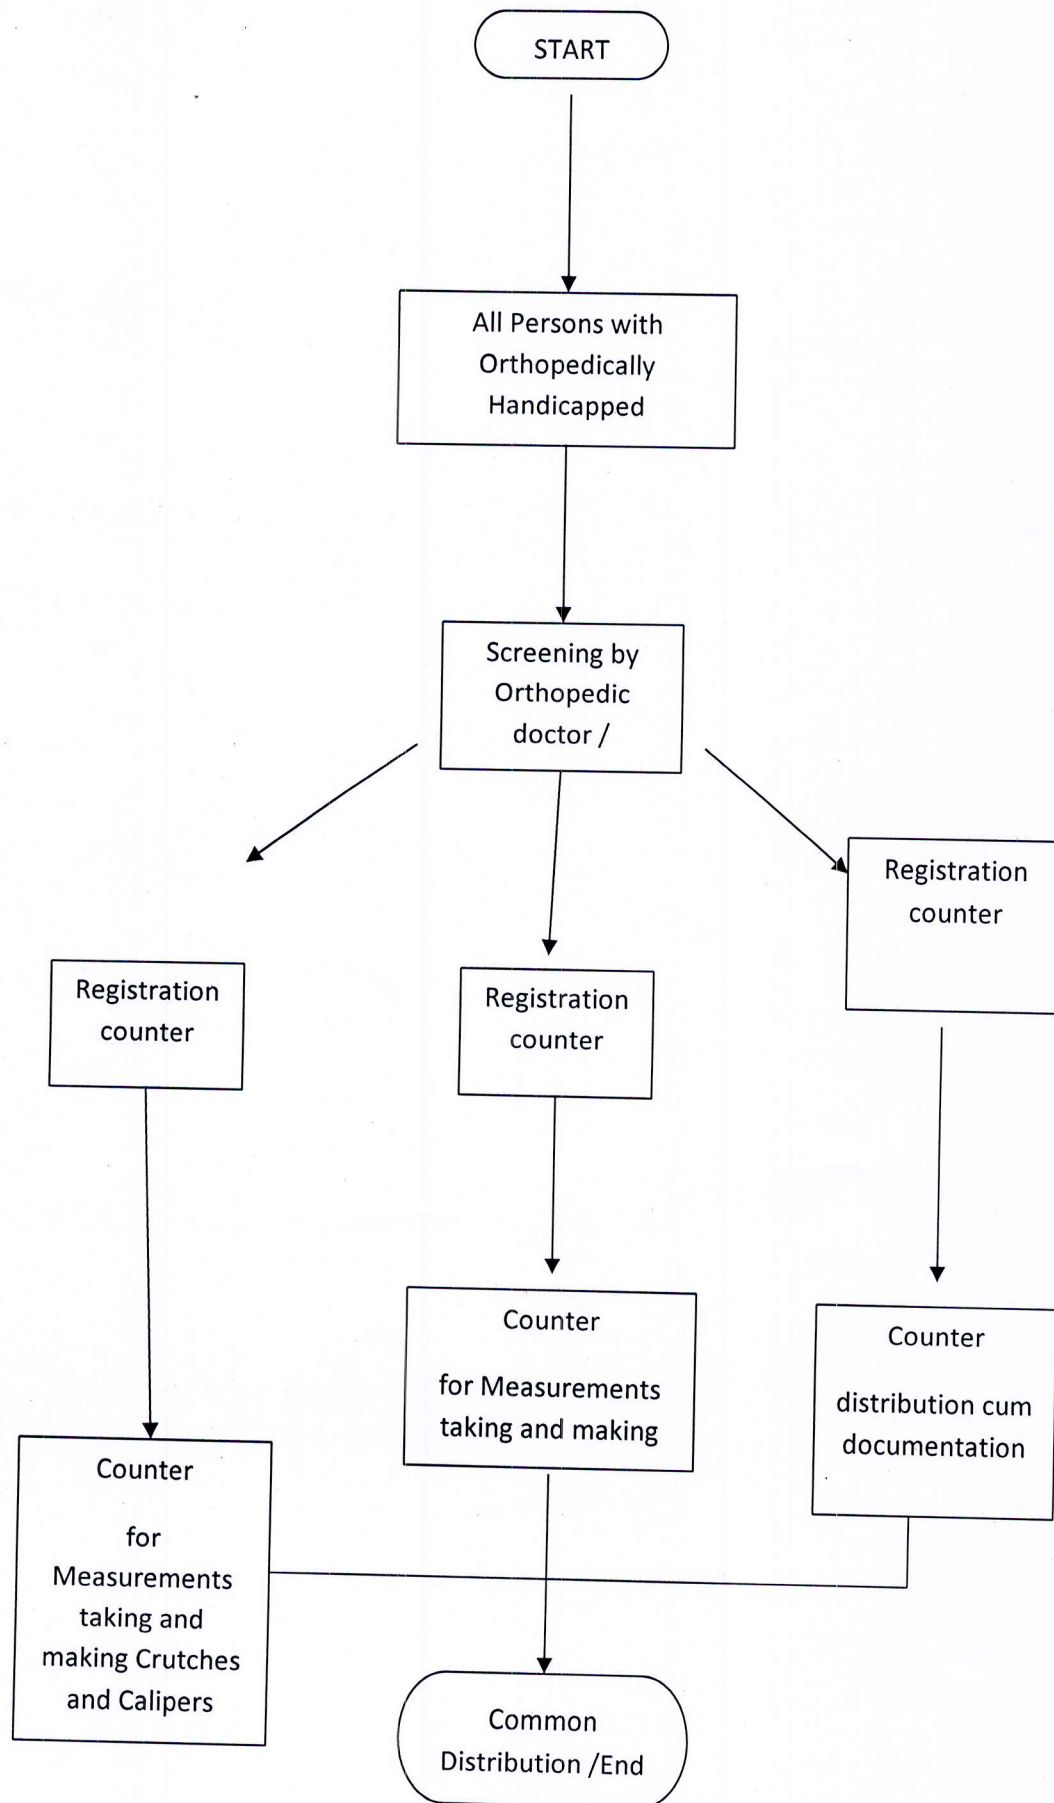 START
All Persons with
Orthopedically
Handicapped
Screening by
Orthopedic
doctor /
Registration
counter
Registration
counter
Registration
counter
Counter
for Measurements
taking and making
Counter
distribution cum
documentation
Counter
for
Measurements
taking and
making Crutches
and Calipers
Common
Distribution /End